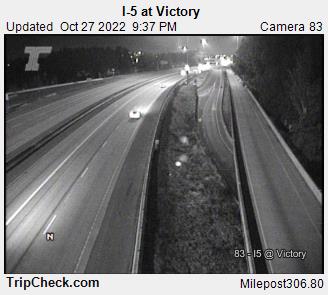 I-5 at Victory
Updated Oct 27 2022 9:37 PM Camera 83
T
N
83 - I5 @ Victory
TripCheck.com Milepost306.80